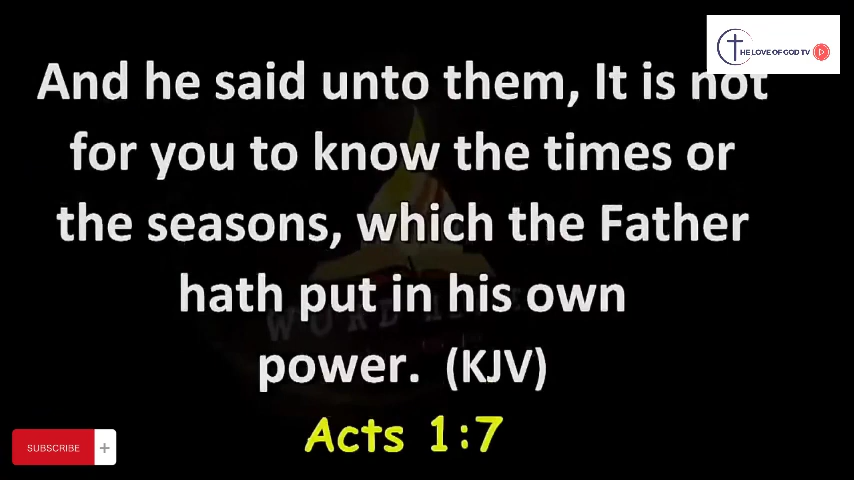 THE LOVE OF GOD TV
And he said unto them, It is not
for you to know the times or
the seasons, which the Father
hath put in his own
power. (KJV)
Acts 1:7
SUBSCRIBE +